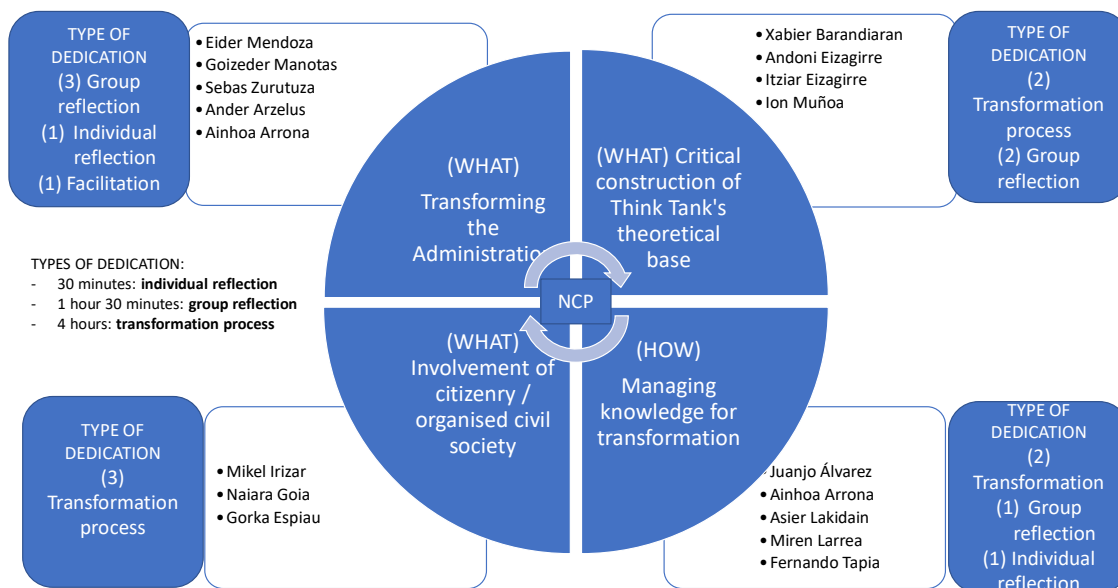 TYPE OF
DEDICATION
(3) Group
reflection
(1) Individual
reflection
(1) Facilitation
• Eider Mendoza
• Goizeder Manotas
• Sebas Zurutuza
• Ander Arzelus
• Ainhoa Arrona
• Xabier Barandiaran
• Andoni Eizagirre
• Itziar Eizagirre
• Ion Muñoa
TYPE OF
DEDICATION
(2)
Transformation
process
(2) Group
reflection
(WHAT)
Transforming
the
Administration
(WHAT) Critical
construction of
Think Tank's
theoretical
base
TYPES OF DEDICATION:
- 30 minutes: individual reflection
- 1 hour 30 minutes: group reflection
- 4 hours: transformation process
NCP
(WHAT)
Involvement of
citizenry /
organised civil
society
(HOW)
Managing
knowledge for
transformation
TYPE OF
DEDICATION
(3)
Transformation
process
• Mikel Irizar
• Naiara Goia
• Gorka Espiau
• Juanjo Álvarez
• Ainhoa Arrona
• Asier Lakidain
• Miren Larrea
• Fernando Tapia
TYPE OF
DEDICATION
(2)
Transformation
(1) Group
reflection
(1) Individual
reflection